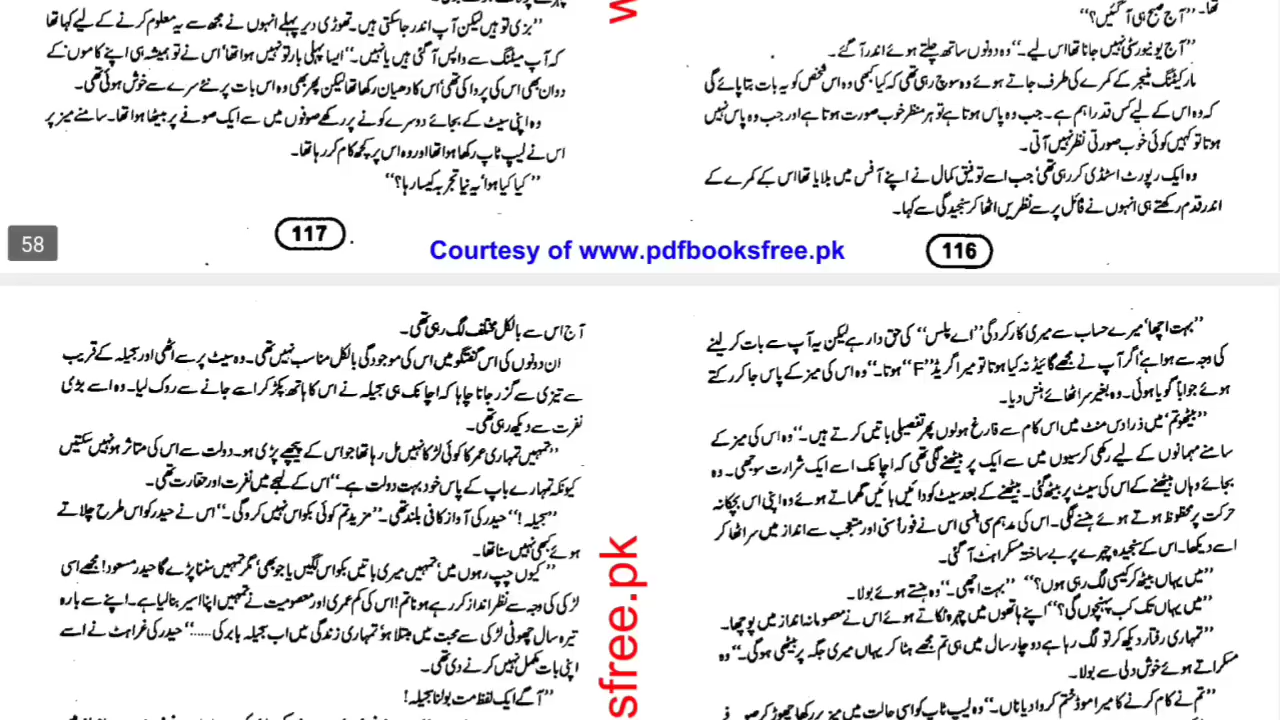 تھا۔
”آج صبح ہی آ گئیں؟“
”آج یونیورسٹی نہیں جانا تھا اس لیے۔“ وہ دونوں ساتھ چلتے ہوئے اندر آ گئے۔
مارکیٹنگ منیجر کے کمرے کی طرف جاتے ہوئے وہ سوچ رہی تھی کہ کیا کبھی وہ اس شخص کو یہ بات بتا پائے گی
کہ وہ اس کے لیے کس قدر اہم ہے۔ جب وہ پاس ہوتا ہے تو ہر منظر خوب صورت ہوتا ہے اور جب وہ پاس نہیں
ہوتا تو کہیں کوئی خوب صورتی نظر نہیں آتی۔
وہ ایک رپورٹ اسٹڈی کر رہی تھی جب اسے توفیق کمال نے اپنے آفس میں بلایا تھا اس کے کمرے کے
اندر قدم رکھتے ہی انہوں نے فائل پر سے نظریں اٹھا کر سنجیدگی سے کہا۔
116
”بزی تو ہیں لیکن آپ اندر جا سکتی ہیں۔ تھوڑی دیر پہلے انہوں نے مجھ سے یہ معلوم کرنے کے لیے کہا تھا
کہ آپ میٹنگ سے واپس آ گئی ہیں یا نہیں۔“ ایسا پہلی بار تو نہیں ہوا تھا‘ اس نے تو ہمیشہ ہی اپنے کاموں کے
دوران بھی اس کی پروا کی تھی‘ اس کا دھیان رکھا تھا لیکن پھر بھی وہ اس بات پر نئے سرے سے خوش ہوئی تھی۔
وہ اپنی سیٹ کے بجائے دوسرے کونے پر رکھے صوفوں میں سے ایک صوفے پر بیٹھا ہوا تھا۔ سامنے میز پر
اس نے لیپ ٹاپ رکھا ہوا تھا اور وہ اس پر کچھ کام کر رہا تھا۔
”کیا کیا ہوا‘ یہ نیا تجربہ کیسا رہا؟“
117
58
Courtesy of www.pdfbooksfree.pk
”بہت اچھا‘ میرے حساب سے میری کارکردگی ”اے پلس“ کی حق دار ہے لیکن یہ آپ سے بات کر لینے
کی وجہ سے ہوا ہے‘ اگر آپ نے مجھے گائیڈ نہ کیا ہوتا تو میرا گریڈ ”F“ ہوتا۔“ وہ اس کی میز کے پاس جا کر رکتے
ہوئے جواباً گویا ہوئی۔ وہ بغیر سر اٹھائے ہنس دیا۔
”بیٹھو تم‘ میں ذرا دس منٹ میں اس کام سے فارغ ہولوں پھر تفصیلی باتیں کرتے ہیں۔“ وہ اس کی میز کے
سامنے مہمانوں کے لیے رکھی کرسیوں میں سے ایک پر بیٹھنے لگی تھی کہ اچانک اسے ایک شرارت سوجھی۔ وہ
بجائے وہاں بیٹھنے کے اس کی سیٹ پر بیٹھ گئی۔ بیٹھنے کے بعد سیٹ کو دائیں بائیں گھماتے ہوئے وہ اپنی اس بچکانہ
حرکت پر محظوظ ہوتے ہوئے ہنسنے لگی۔ اس کی مدہم سی ہنسی اس نے فوراً سنی اور متعجب سے انداز میں سر اٹھا کر
اسے دیکھا۔ اس کے سنجیدہ چہرے پر بے ساختہ مسکراہٹ آ گئی۔
”میں یہاں بیٹھ کر کیسی لگ رہی ہوں؟“ ”بہت اچھی۔“ وہ ہنستے ہوئے بولا۔
”میں یہاں تک کب پہنچوں گی؟“ اپنے ہاتھوں میں چہرہ ٹکاتے ہوئے اس نے معصومانہ انداز میں پوچھا۔
”تمہاری رفتار دیکھ کر تو لگ رہا ہے دو چار سال میں ہی تم مجھے ہٹا کر یہاں میری جگہ پر بیٹھی ہوگی۔“ وہ
مسکراتے ہوئے خوش دلی سے بولا۔
”تم نے کام کرنے کا میرا موڈ ختم کروا دیا ناں۔“ وہ لیپ ٹاپ کو اسی حالت میں میز پر رکھا چھوڑ کر صوفے
آج اس سے بالکل مختلف لگ رہی تھی۔
ان دونوں کی اس گفتگو میں اس کی موجودگی بالکل مناسب نہیں تھی۔ وہ سیٹ پر سے اٹھی اور بجیلہ کے قریب
سے تیزی سے گزر جانا چاہا کہ اچانک ہی بجیلہ نے اس کا ہاتھ پکڑ کر اسے جانے سے روک لیا۔ وہ اسے بڑی
نفرت سے دیکھ رہی تھی۔
”تمہیں تمہاری عمر کا کوئی لڑکا نہیں مل رہا تھا جو اس کے پیچھے پڑی ہو۔ دولت سے اس کی متاثر ہو نہیں سکتیں
کیونکہ تمہارے باپ کے پاس خود بہت دولت ہے۔“ اس کے لہجے میں نفرت اور حقارت تھی۔
”بجیلہ!“ حیدر کی آواز کافی بلند تھی۔ ”مزید تم کوئی بکواس نہیں کرو گی۔“ اس نے حیدر کو اس طرح چلاتے
ہوئے کبھی نہیں سنا تھا۔
”کیوں چپ رہوں میں‘ تمہیں میری باتیں بکواس لگیں یا جو بھی‘ مگر تمہیں سننا پڑے گا حیدر مسعود! مجھے اسی
لڑکی کی وجہ سے نظر انداز کر رہے ہو نا تم! اس کی کم عمری اور معصومیت نے تمہیں اپنا اسیر بنا لیا ہے۔ اپنے سے بارہ
تیرہ سال چھوٹی لڑکی سے محبت میں مبتلا ہو‘ تمہاری زندگی میں اب بجیلہ بابر کی......“ حیدر کی غراہٹ نے اسے
اپنی بات مکمل نہیں کرنے دی تھی۔
”آگے ایک لفظ مت بولنا بجیلہ!
sfree.pk